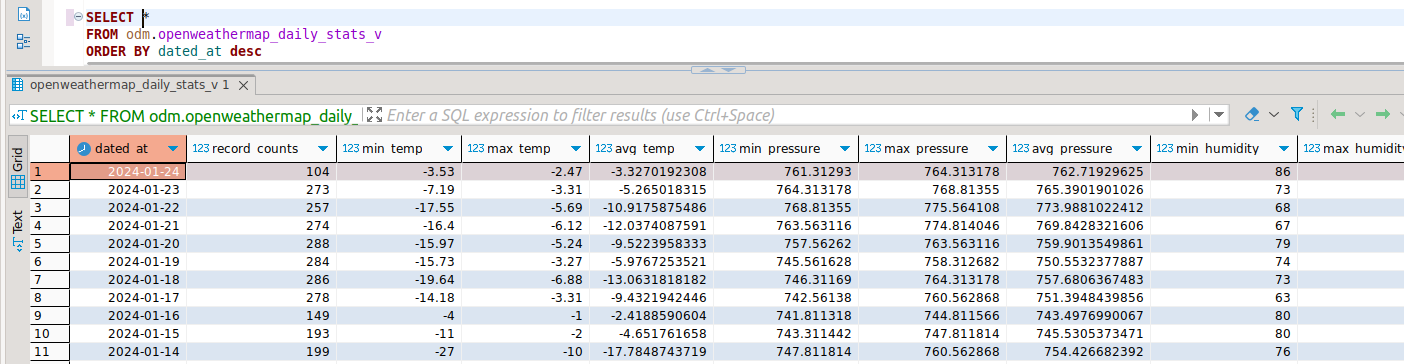 SELECT *
FROM odm.openweathermap_daily_stats_v
ORDER BY dated_at desc
openweathermap_daily_stats_v 1
SELECT * FROM odm.openweathermap_daily_ Enter a SQL expression to filter results (use Ctrl+Space)
Grid
Text
dated_at 123 record_counts 123 min_temp 123 max_temp 123 avg_temp 123 min_pressure 123 max_pressure 123 avg_pressure 123 min_humidity 123 max_humidity
1 2024-01-24 104 -3.53 -2.47 -3.3270192308 761.31293 764.313178 762.71929625 86
2 2024-01-23 273 -7.19 -3.31 -5.265018315 764.313178 768.81355 765.3901901026 73
3 2024-01-22 257 -17.55 -5.69 -10.9175875486 768.81355 775.564108 773.9881022412 68
4 2024-01-21 274 -16.4 -6.12 -12.0374087591 763.563116 774.814046 769.8428321606 67
5 2024-01-20 288 -15.97 -5.24 -9.5223958333 757.56262 763.563116 759.9013549861 79
6 2024-01-19 284 -15.73 -3.27 -5.9767253521 745.561628 758.312682 750.5532377887 74
7 2024-01-18 286 -19.64 -6.88 -13.0631818182 746.31169 764.313178 757.6806367483 73
8 2024-01-17 278 -14.18 -3.31 -9.4321942446 742.56138 760.562868 751.3948439856 63
9 2024-01-16 149 -4 -1 -2.4188590604 741.811318 744.811566 743.4976990067 80
10 2024-01-15 193 -11 -2 -4.651761658 743.311442 747.811814 745.5305373471 80
11 2024-01-14 199 -27 -10 -17.7848743719 747.811814 760.562868 754.426682392 76